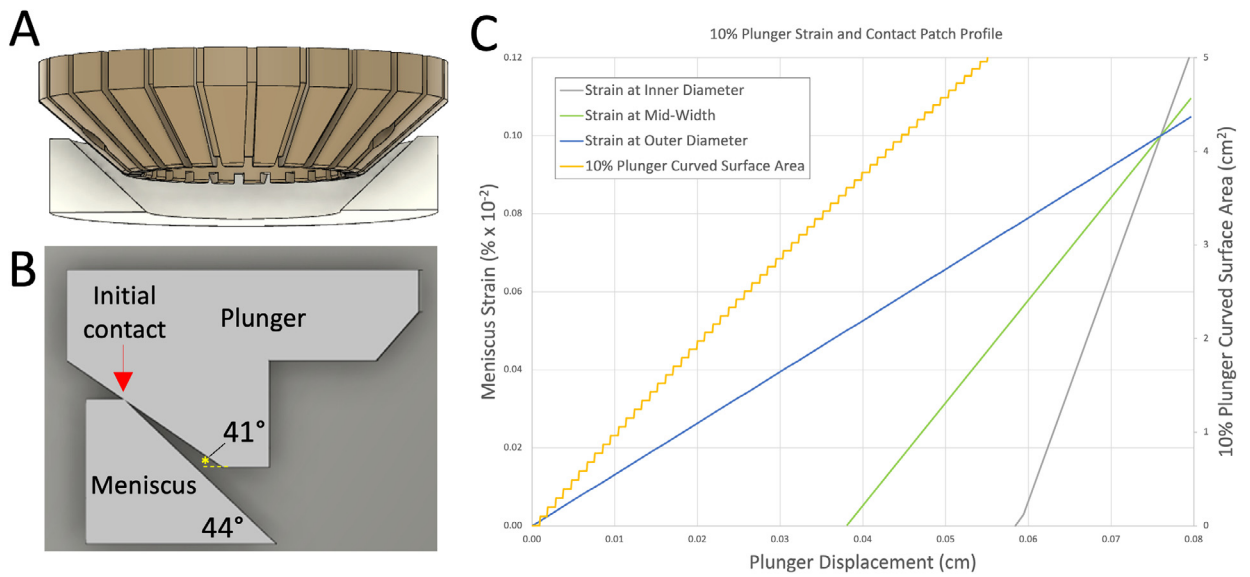 A
B
Initial
contact
Plunger
41°
*
Meniscus
44°
C
10% Plunger Strain and Contact Patch Profile
Strain at Inner Diameter
Strain at Mid-Width
Strain at Outer Diameter
10% Plunger Curved Surface Area
Meniscus Strain (% x 10⁻²)
0.12
0.10
0.08
0.06
0.04
0.02
0.00
0.00 0.01 0.02 0.03 0.04 0.05 0.06 0.07 0.08
Plunger Displacement (cm)
5
4
3
2
1
0
10% Plunger Curved Surface Area (cm²)